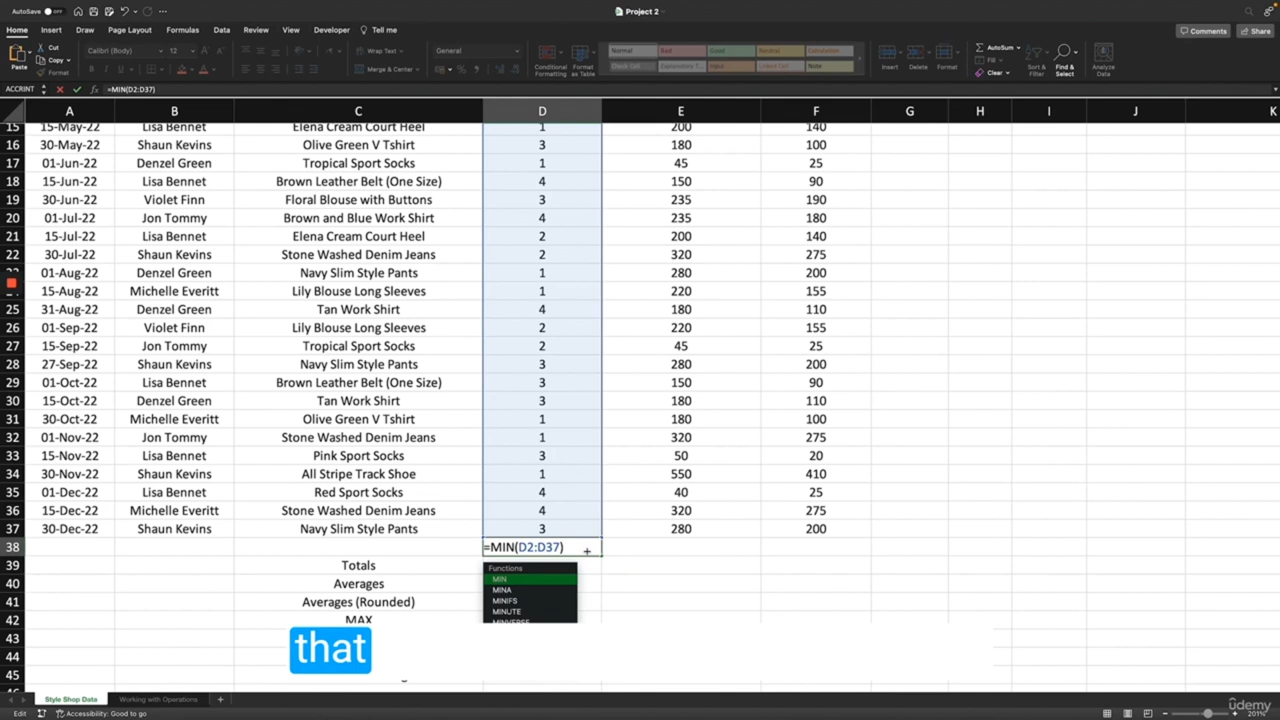 AutoSave OFF
Project 2
Home Insert Draw Page Layout Formulas Data Review View Developer Tell me
Comments Share
Paste Cut Copy Format
Calibri (Body) 12
Wrap Text
Merge & Center
General
Conditional Formatting
Format as Table
Normal Bad Good Neutral Calculation
Check Cell Explanatory T... Input Linked Cell Note
Insert Delete Format
AutoSum Fill Clear
Sort & Filter
Find & Select
Analyze Data
ACCRINT fx =MIN(D2:D37)
A B C D E F G H I J K
15 15-May-22 Lisa Bennet Elena Cream Court Heel 1 200 140
16 30-May-22 Shaun Kevins Olive Green V Tshirt 3 180 100
17 01-Jun-22 Denzel Green Tropical Sport Socks 1 45 25
18 15-Jun-22 Lisa Bennet Brown Leather Belt (One Size) 4 150 90
19 30-Jun-22 Violet Finn Floral Blouse with Buttons 3 235 190
20 01-Jul-22 Jon Tommy Brown and Blue Work Shirt 4 235 180
21 15-Jul-22 Lisa Bennet Elena Cream Court Heel 2 200 140
22 30-Jul-22 Shaun Kevins Stone Washed Denim Jeans 2 320 275
01-Aug-22 Denzel Green Navy Slim Style Pants 1 280 200
15-Aug-22 Michelle Everitt Lily Blouse Long Sleeves 1 220 155
25 31-Aug-22 Denzel Green Tan Work Shirt 4 180 110
26 01-Sep-22 Violet Finn Lily Blouse Long Sleeves 2 220 155
27 15-Sep-22 Jon Tommy Tropical Sport Socks 2 45 25
28 27-Sep-22 Shaun Kevins Navy Slim Style Pants 3 280 200
29 01-Oct-22 Lisa Bennet Brown Leather Belt (One Size) 3 150 90
30 15-Oct-22 Denzel Green Tan Work Shirt 3 180 110
31 30-Oct-22 Michelle Everitt Olive Green V Tshirt 1 180 100
32 01-Nov-22 Jon Tommy Stone Washed Denim Jeans 1 320 275
33 15-Nov-22 Lisa Bennet Pink Sport Socks 3 50 20
34 30-Nov-22 Shaun Kevins All Stripe Track Shoe 1 550 410
35 01-Dec-22 Lisa Bennet Red Sport Socks 4 40 25
36 15-Dec-22 Michelle Everitt Stone Washed Denim Jeans 4 320 275
37 30-Dec-22 Shaun Kevins Navy Slim Style Pants 3 280 200
38 =MIN(D2:D37)
39 Totals
Functions
MIN
MINA
MINIFS
MINUTE
MINVERSE
40 Averages
41 Averages (Rounded)
42 MAX
43
44
45
that
Style Shop Data Working with Operations +
Edit Accessibility: Good to go
201%
udemy